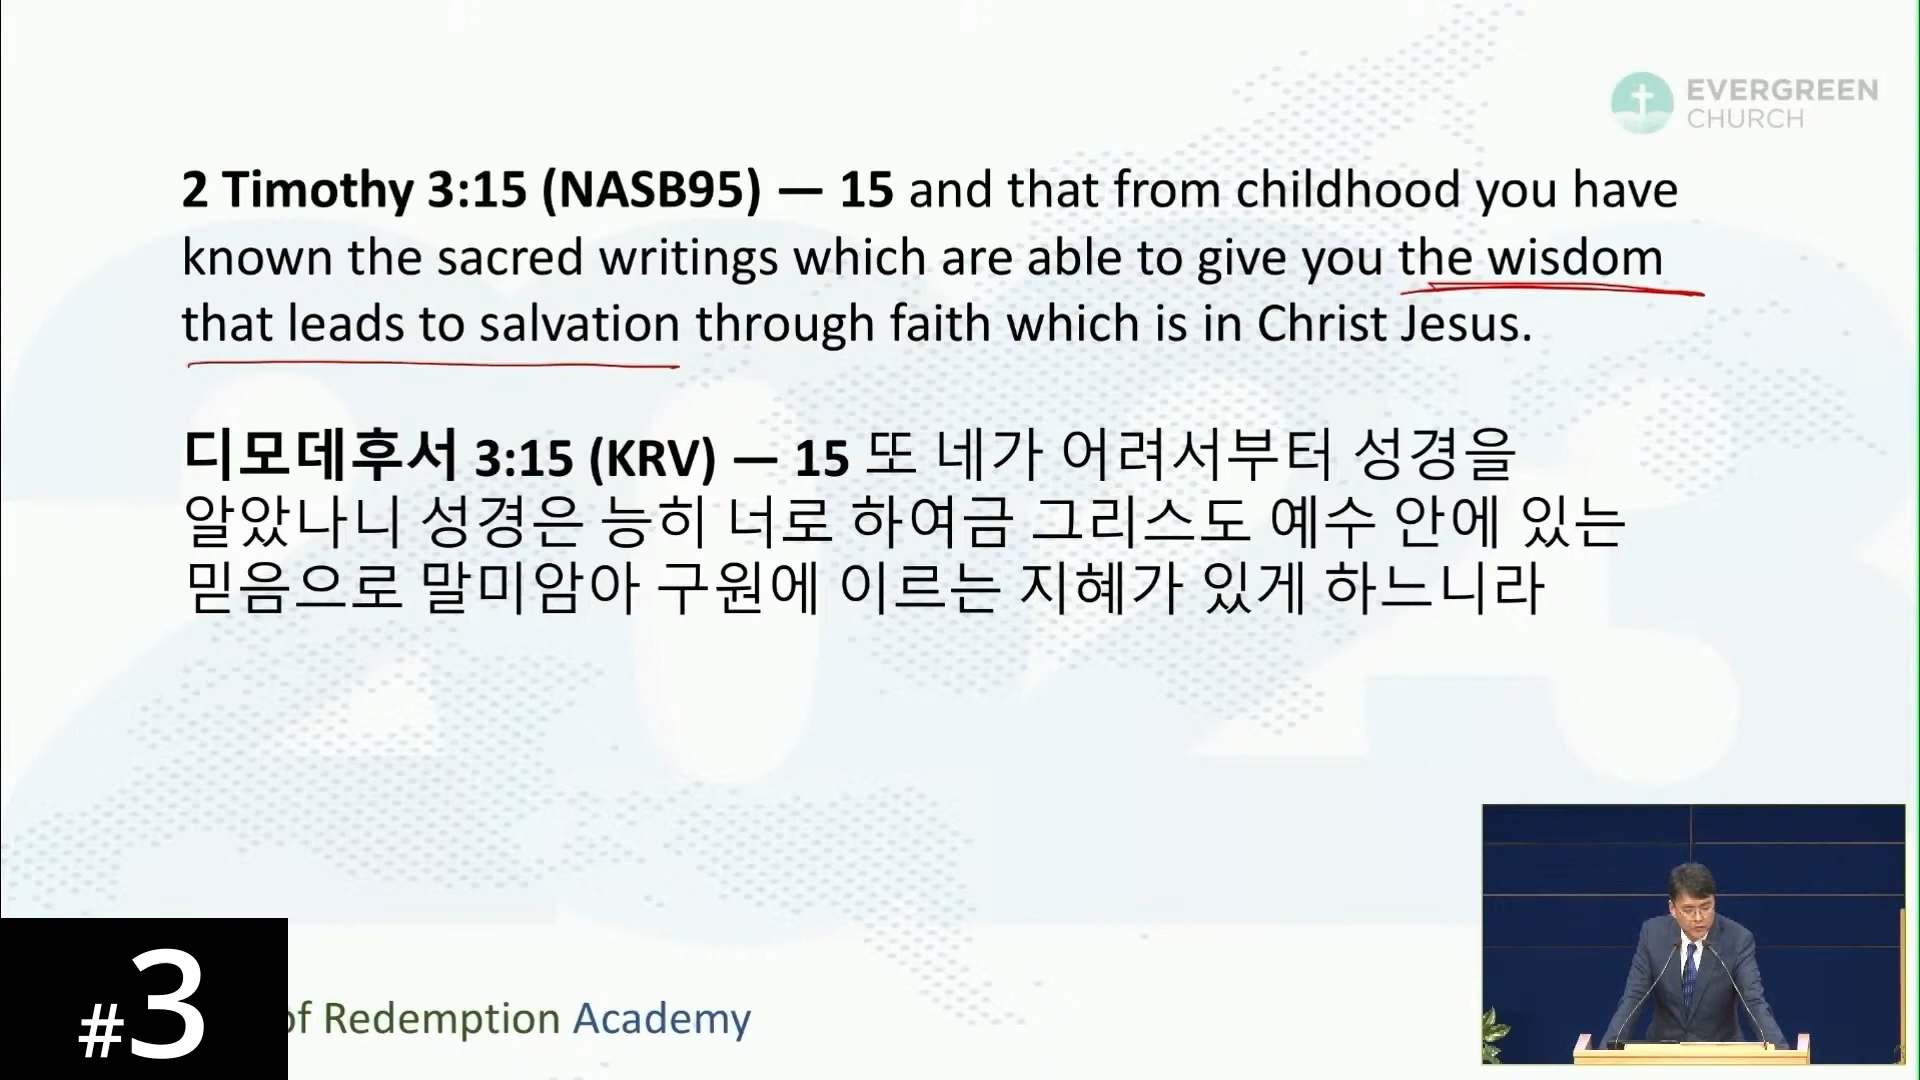 EVERGREEN
CHURCH
2 Timothy 3:15 (NASB95) — 15 and that from childhood you have
known the sacred writings which are able to give you the wisdom
that leads to salvation through faith which is in Christ Jesus.
디모데후서 3:15 (KRV) — 15 또 네가 어려서부터 성경을
알았나니 성경은 능히 너로 하여금 그리스도 예수 안에 있는
믿음으로 말미암아 구원에 이르는 지혜가 있게 하느니라
#3
of Redemption Academy